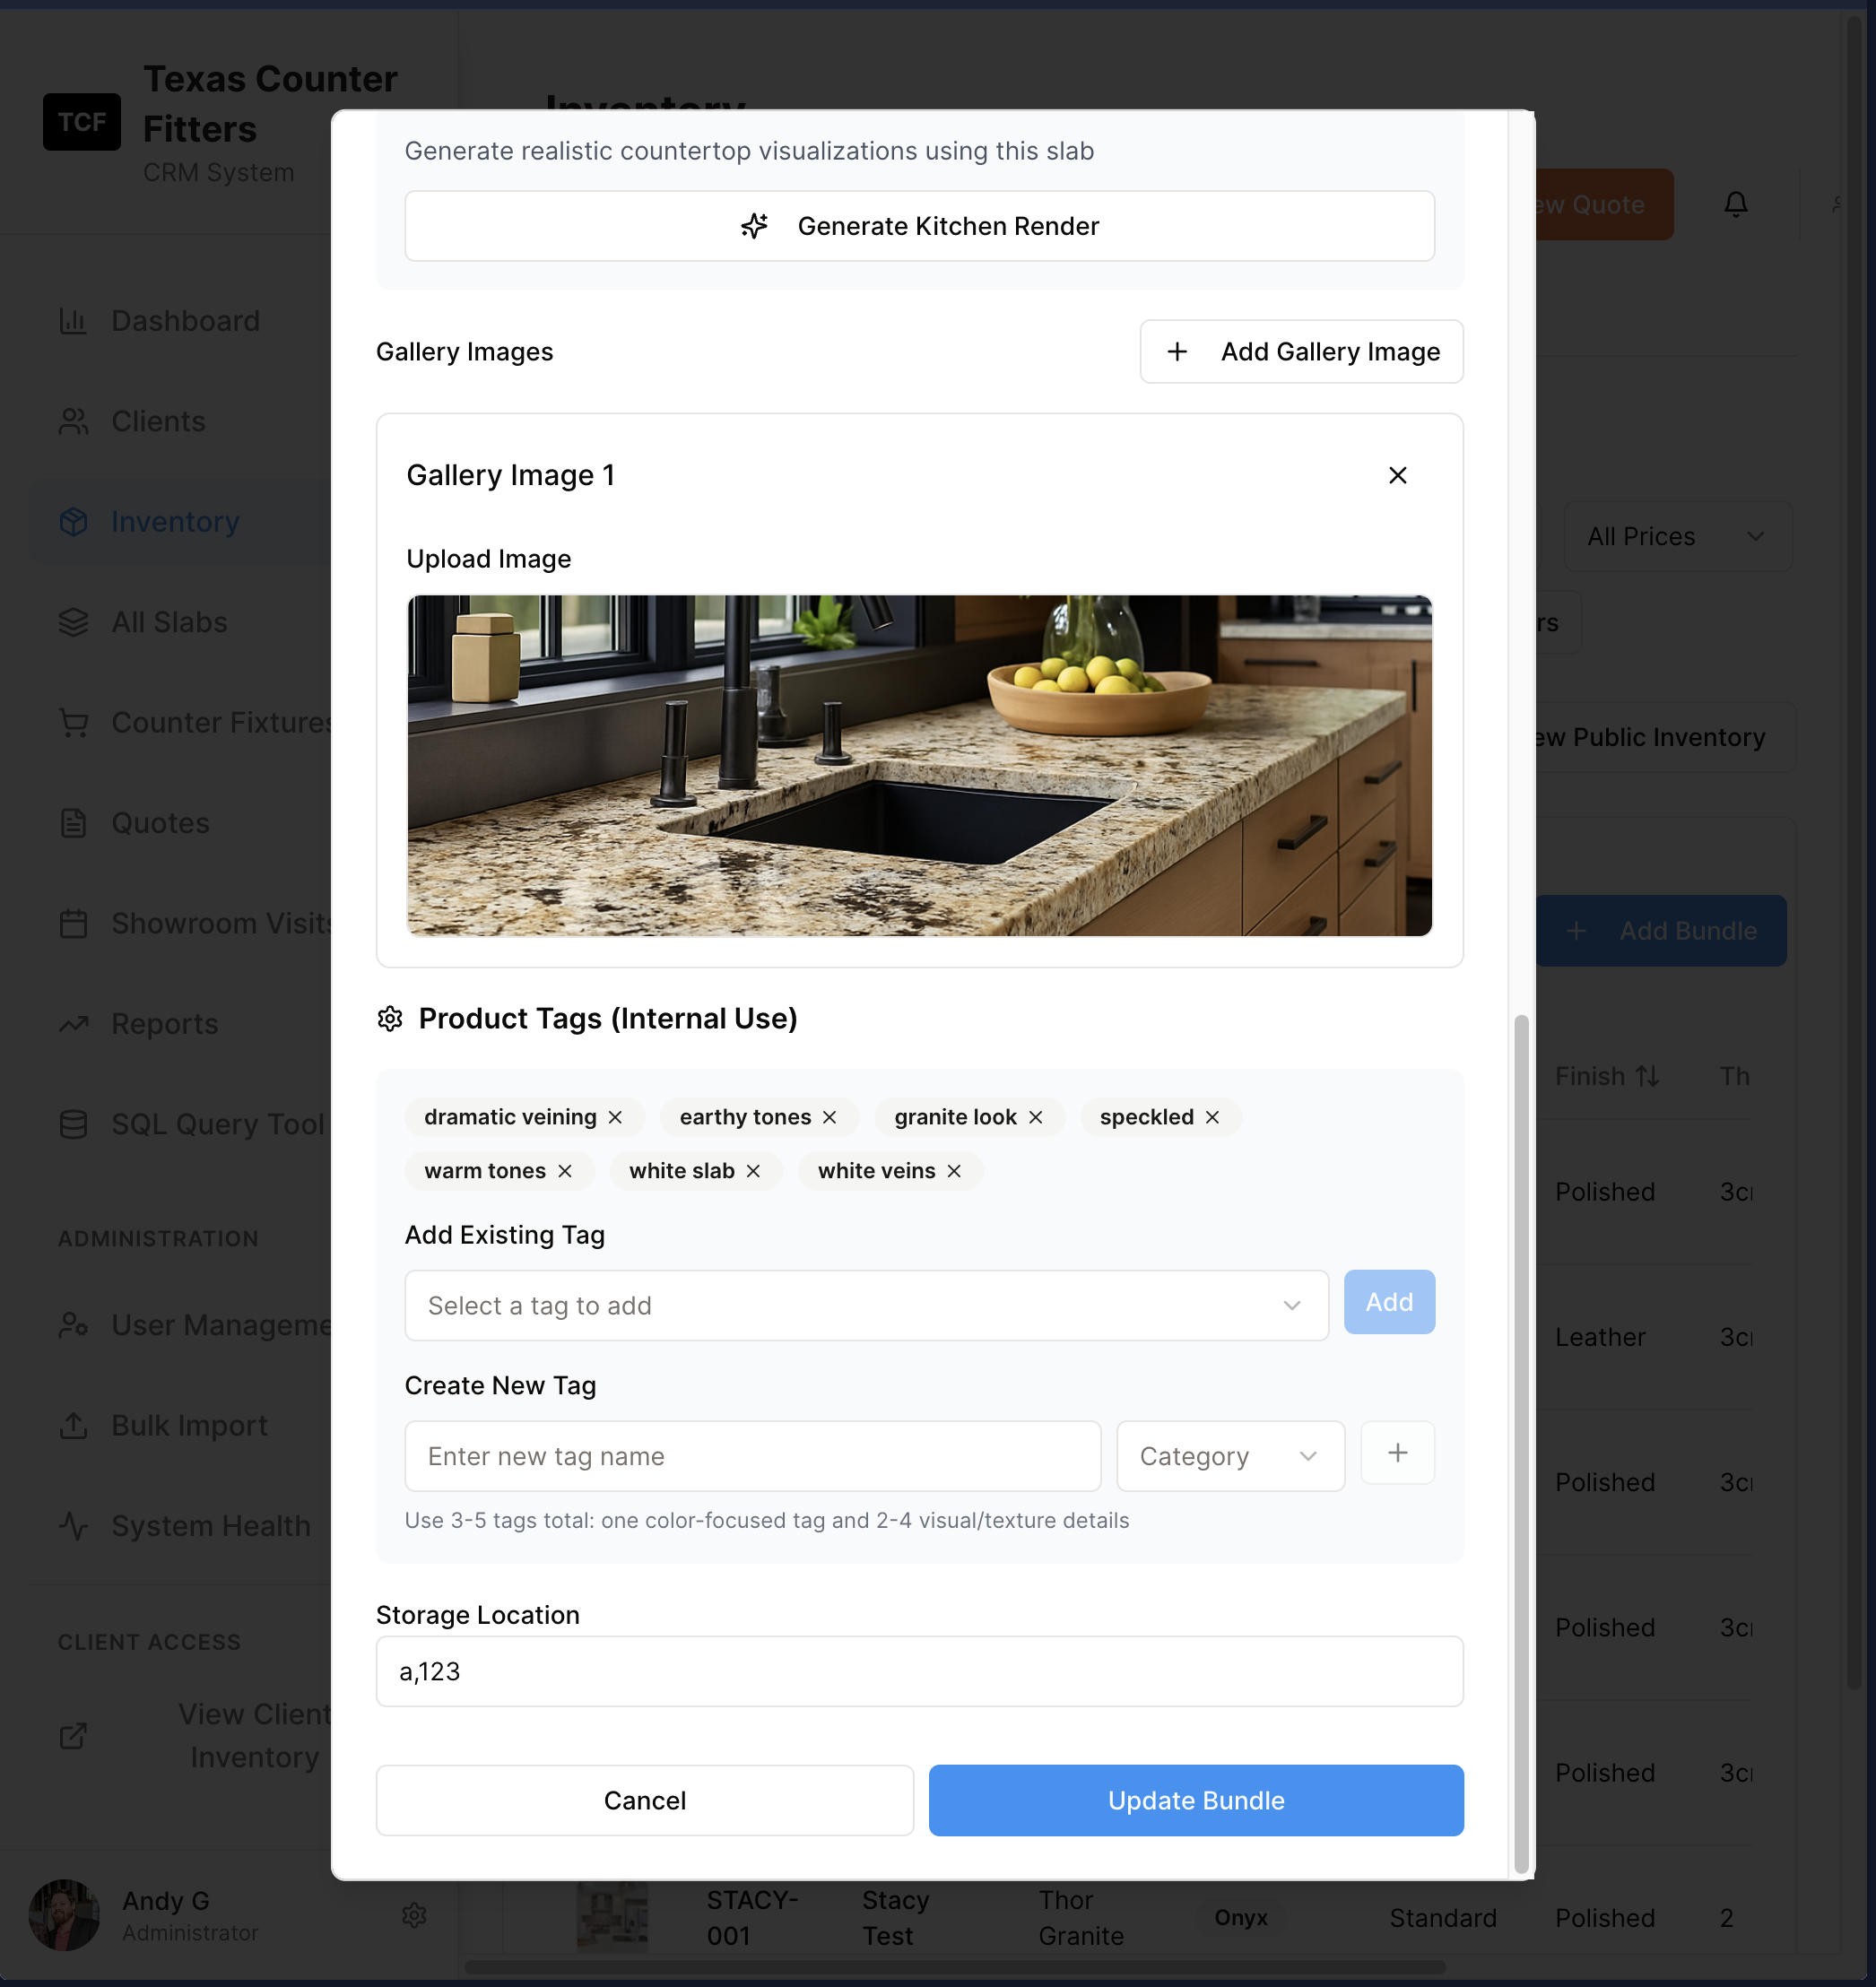 Texas Counter
Fitters
TCF
CRM System
Dashboard
Clients
Inventory
All Slabs
Counter Fixtures
Quotes
Showroom Visits
Reports
SQL Query Tool
ADMINISTRATION
User Manageme
Bulk Import
System Health
CLIENT ACCESS
View Client
Inventory
Andy G
Administrator
Inventory
ew Quote
All Prices
rs
ew Public Inventory
Add Bundle
Finish
Th
Polished
3c
Leather
3c
Polished
3c
Polished
3c
Polished
3c
STACY-
001
Stacy
Test
Thor
Granite
Onyx
Standard
Polished
2
Generate realistic countertop visualizations using this slab
Generate Kitchen Render
Gallery Images
Add Gallery Image
Gallery Image 1
Upload Image
Product Tags (Internal Use)
dramatic veining
earthy tones
granite look
speckled
warm tones
white slab
white veins
Add Existing Tag
Select a tag to add
Add
Create New Tag
Enter new tag name
Category
Use 3-5 tags total: one color-focused tag and 2-4 visual/texture details
Storage Location
a,123
Cancel
Update Bundle